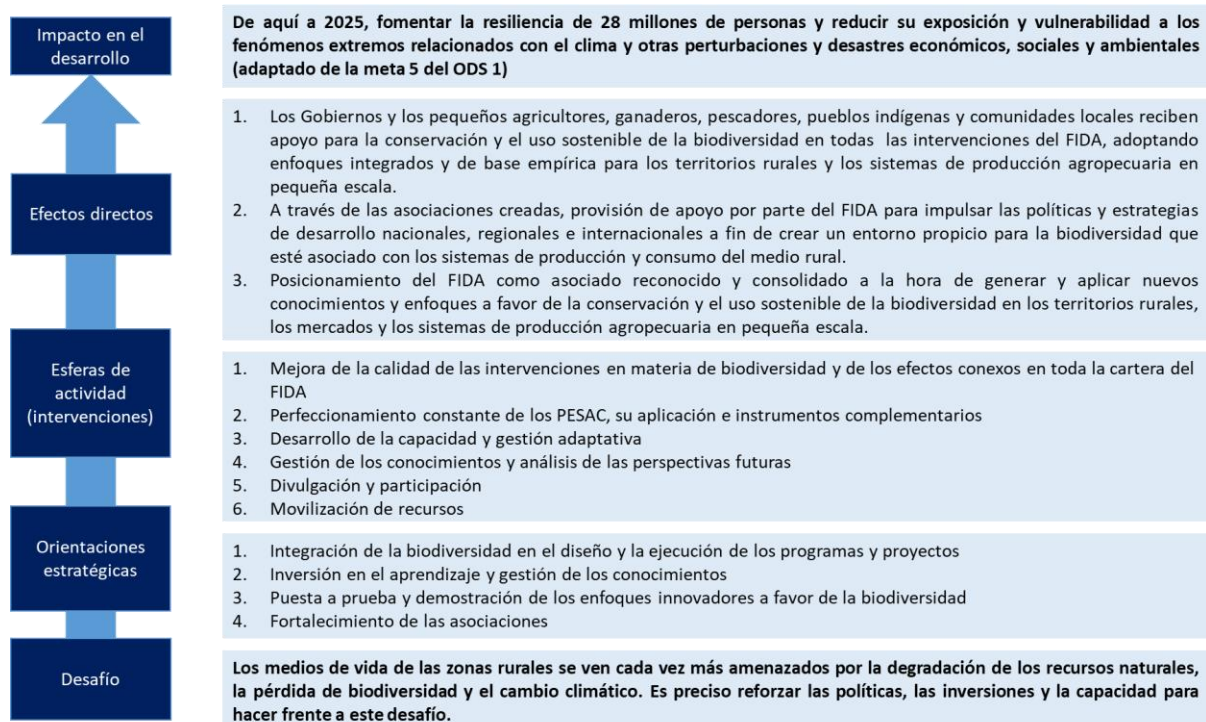 Impacto en el
desarrollo
De aquí a 2025, fomentar la resiliencia de 28 millones de personas y reducir su exposición y vulnerabilidad a los
fenómenos extremos relacionados con el clima y otras perturbaciones y desastres económicos, sociales y ambientales
(adaptado de la meta 5 del ODS 1)
Efectos directos
1. Los Gobiernos y los pequeños agricultores, ganaderos, pescadores, pueblos indígenas y comunidades locales reciben
apoyo para la conservación y el uso sostenible de la biodiversidad en todas las intervenciones del FIDA, adoptando
enfoques integrados y de base empírica para los territorios rurales y los sistemas de producción agropecuaria en
pequeña escala.
2. A través de las asociaciones creadas, provisión de apoyo por parte del FIDA para impulsar las políticas y estrategias
de desarrollo nacionales, regionales e internacionales a fin de crear un entorno propicio para la biodiversidad que
esté asociado con los sistemas de producción y consumo del medio rural.
3. Posicionamiento del FIDA como asociado reconocido y consolidado a la hora de generar y aplicar nuevos
conocimientos y enfoques a favor de la conservación y el uso sostenible de la biodiversidad en los territorios rurales,
los mercados y los sistemas de producción agropecuaria en pequeña escala.
Esferas de
actividad
(intervenciones)
1. Mejora de la calidad de las intervenciones en materia de biodiversidad y de los efectos conexos en toda la cartera del
FIDA
2. Perfeccionamiento constante de los PESAC, su aplicación e instrumentos complementarios
3. Desarrollo de la capacidad y gestión adaptativa
4. Gestión de los conocimientos y análisis de las perspectivas futuras
5. Divulgación y participación
6. Movilización de recursos
Orientaciones
estratégicas
1. Integración de la biodiversidad en el diseño y la ejecución de los programas y proyectos
2. Inversión en el aprendizaje y gestión de los conocimientos
3. Puesta a prueba y demostración de los enfoques innovadores a favor de la biodiversidad
4. Fortalecimiento de las asociaciones
Desafío
Los medios de vida de las zonas rurales se ven cada vez más amenazados por la degradación de los recursos naturales,
la pérdida de biodiversidad y el cambio climático. Es preciso reforzar las políticas, las inversiones y la capacidad para
hacer frente a este desafío.